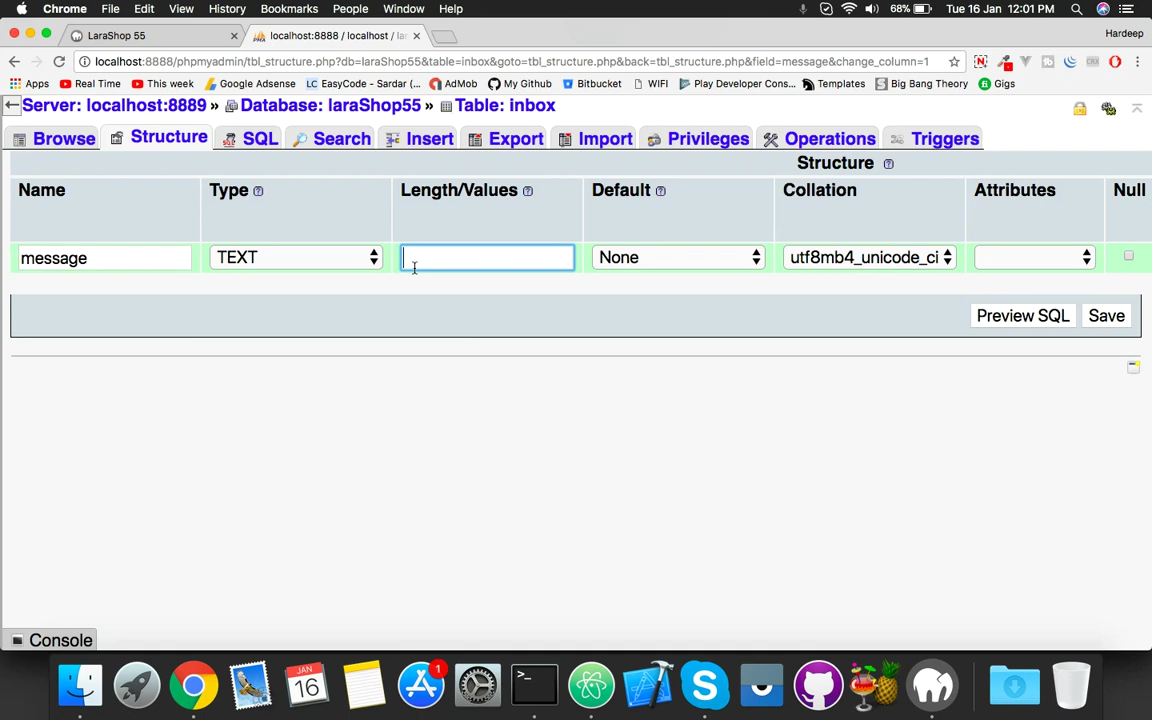 Chrome File Edit View History Bookmarks People Window Help 68% Tue 16 Jan 12:01 PM
LaraShop 55 localhost:8888 / localhost / lar Hardeep
localhost:8888/phpmyadmin/tbl_structure.php?db=laraShop55&table=inbox&goto=tbl_structure.php&back=tbl_structure.php&field=message&change_column=1
Apps Real Time This week Google Adsense LC EasyCode - Sardar (... AdMob My Github Bitbucket WIFI Play Developer Cons... Templates Big Bang Theory Gigs
Server: localhost:8889 » Database: laraShop55 » Table: inbox
Browse Structure SQL Search Insert Export Import Privileges Operations Triggers
Structure
Name Type Length/Values Default Collation Attributes Null
message TEXT None utf8mb4_unicode_ci
Preview SQL Save
Console
JAN
16
1